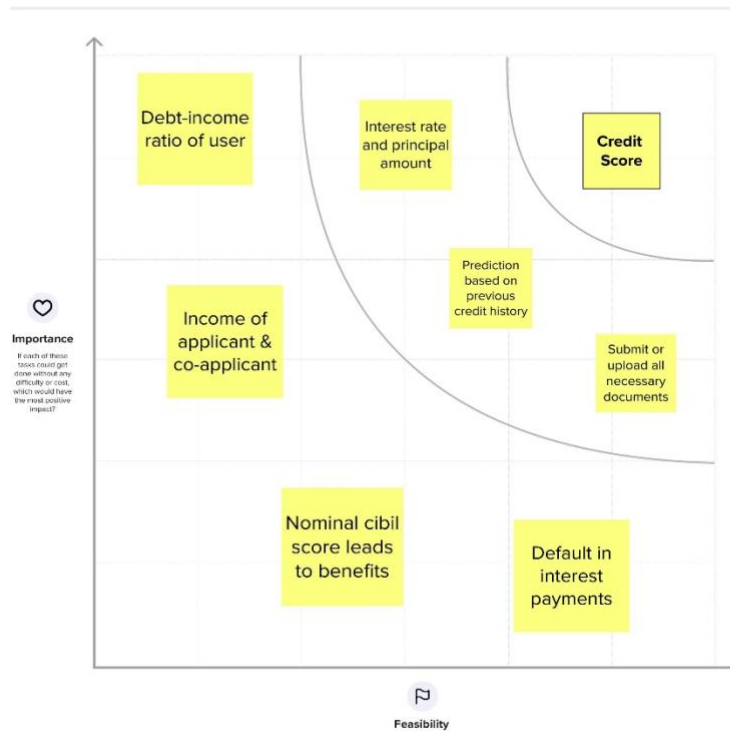 Debt-income
ratio of user
Interest rate
and principal
amount
Credit
Score
Prediction
based on
previous
credit history
Income of
applicant &
co-applicant
Submit or
upload all
necessary
documents
Importance
If each of these
tasks could get
done without any
difficulty or cost,
which would have
the most positive
impact?
Nominal cibil
score leads
to benefits
Default in
interest
payments
Feasibility